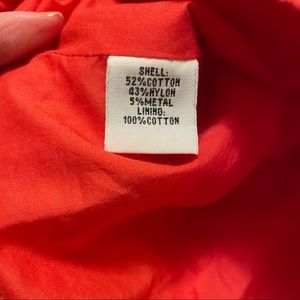 SHELL:
52%COTTON
43%NYLON
5%METAL
LINING:
100%COTTON